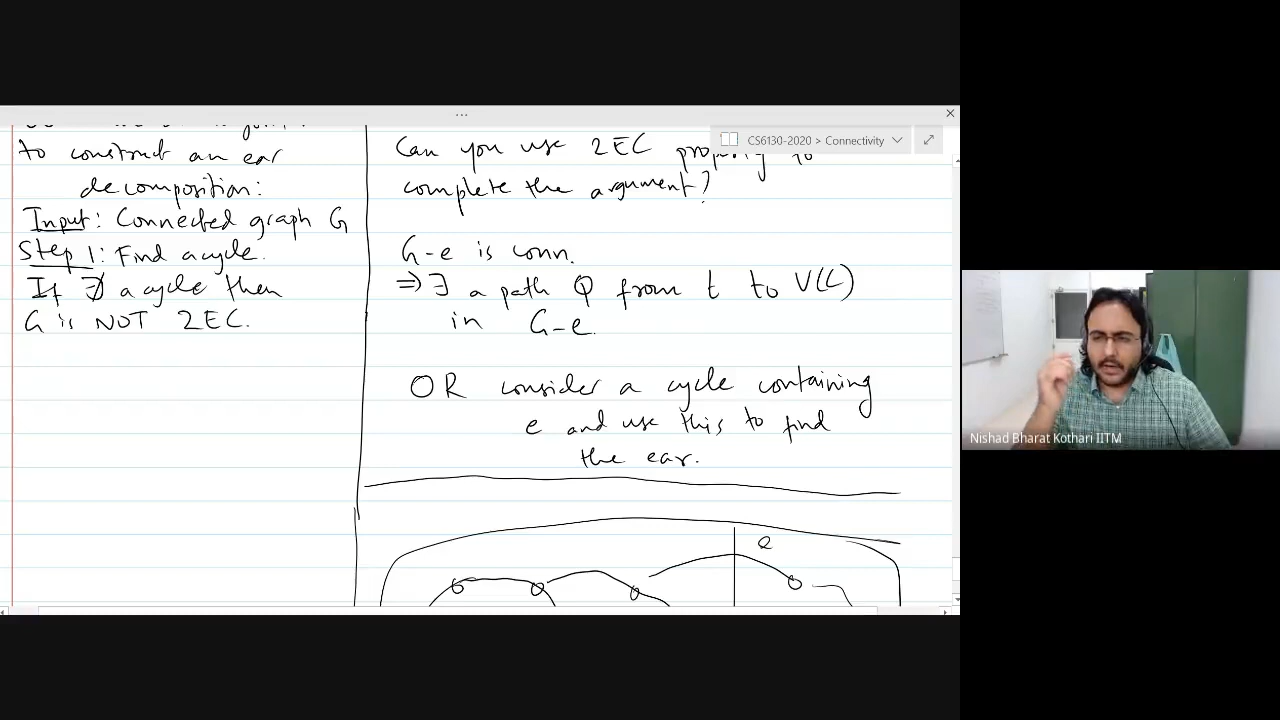 to construct an ear
decomposition:
Input: Connected graph G
Step 1: Find a cycle.
If ∄ a cycle then
G is NOT 2EC.
CS6130-2020 > Connectivity
Can you use 2EC property to
complete the argument?
G-e is conn.
⇒ ∃ a path Q from t to V(C)
in G-e.
OR consider a cycle containing
e and use this to find
the ear.
e
Nishad Bharat Kothari IITM